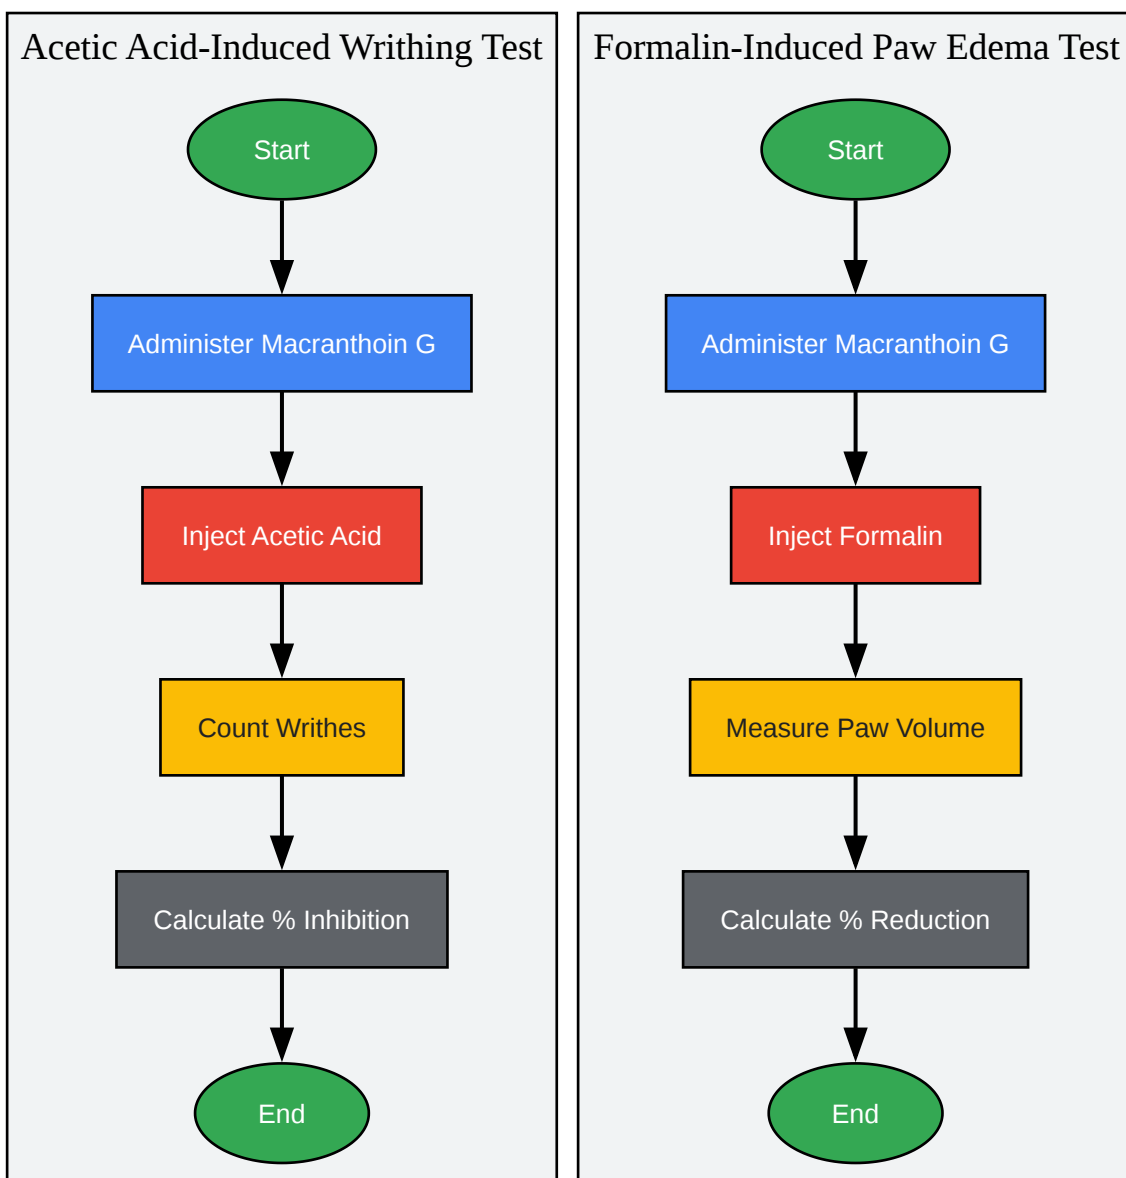 Acetic Acid-Induced Writhing Test
Start
Administer Macranthoin G
Inject Acetic Acid
Count Writhes
Calculate % Inhibition
End
Formalin-Induced Paw Edema Test
Start
Administer Macranthoin G
Inject Formalin
Measure Paw Volume
Calculate % Reduction
End